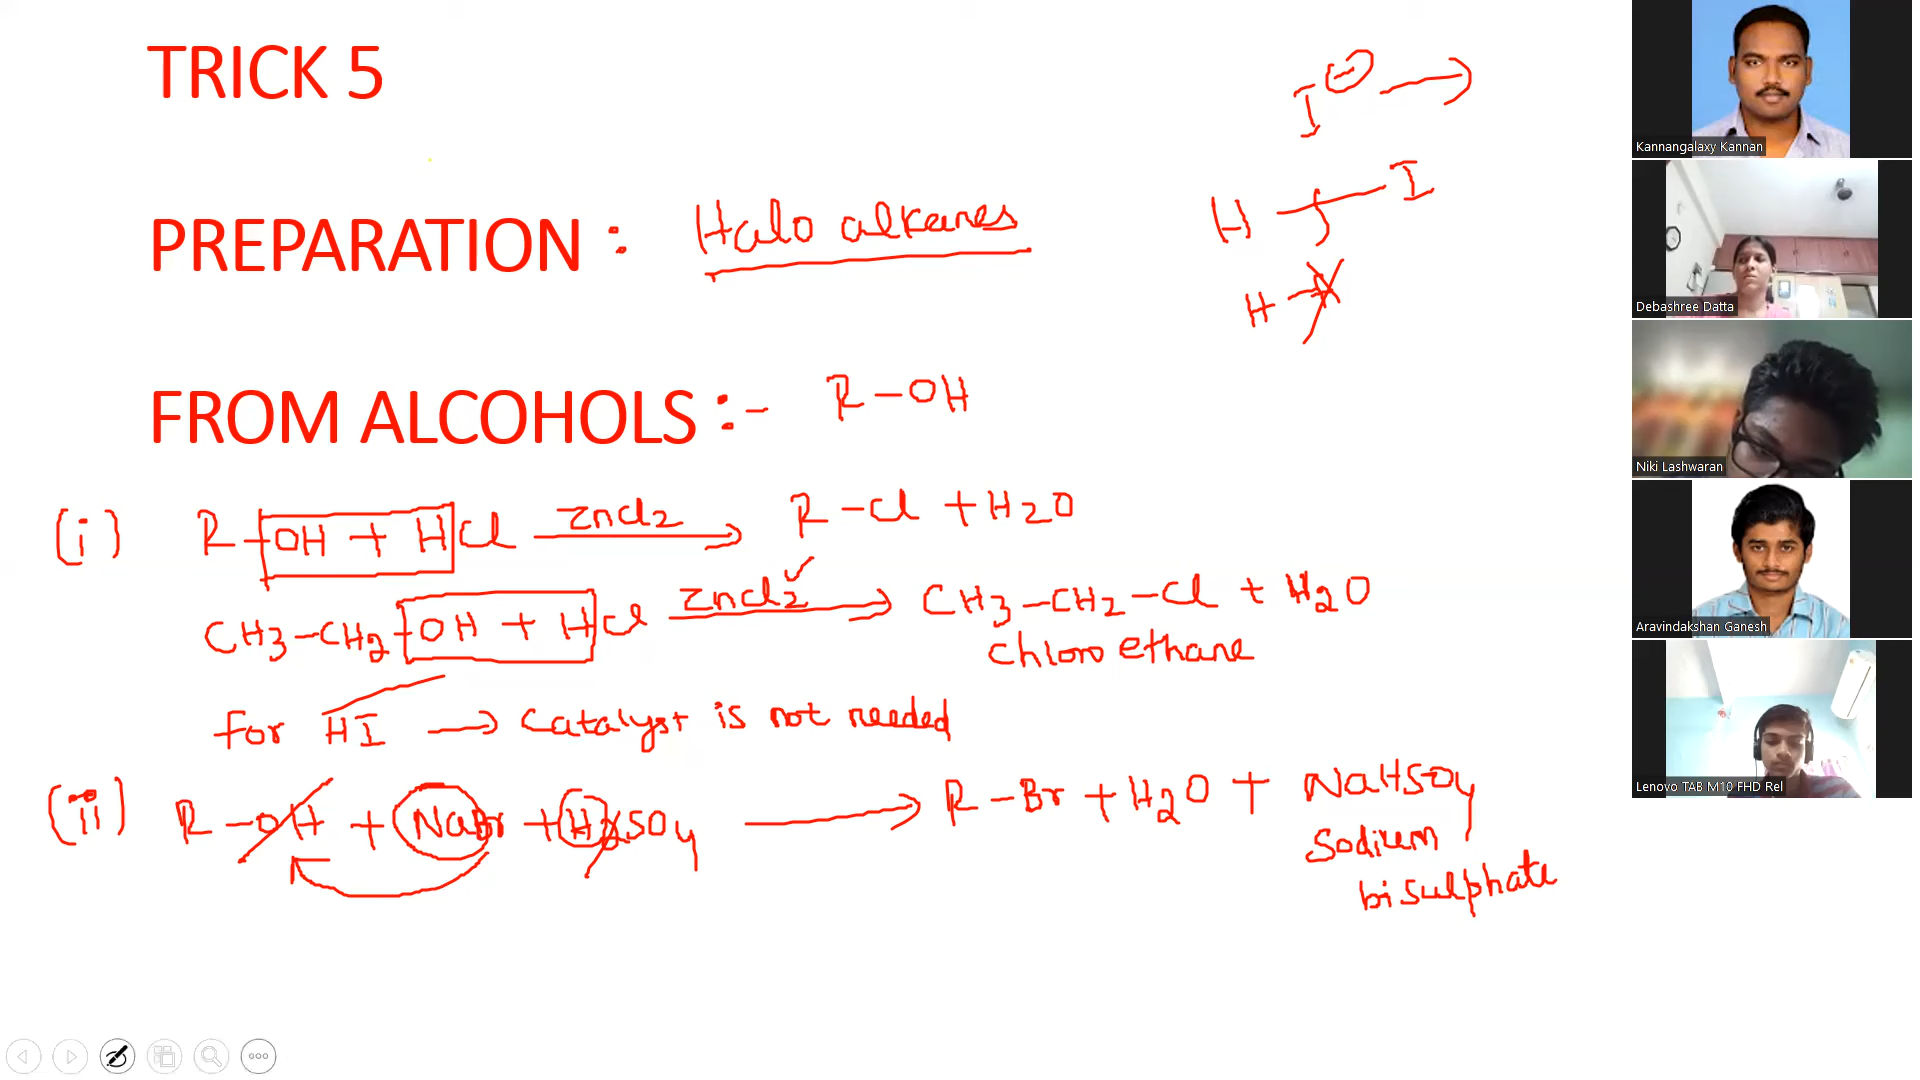 TRICK 5
I⊖ →
PREPARATION : Halo alkanes
H – I
H
FROM ALCOHOLS :- R-OH
(i) R-OH + HCl ZnCl2 → R-Cl + H2O
CH3-CH2-OH + HCl ZnCl2 ✓ → CH3-CH2-Cl + H2O
chloro ethane
for HI → catalyst is not needed
(ii) R-OH + NaBr + H2SO4 → R-Br + H2O + NaHSO4
Sodium
bisulphate
Kannangalaxy Kannan
Debashree Datta
Niki Lashwaran
Aravindakshan Ganesh
Lenovo TAB M10 FHD Rel